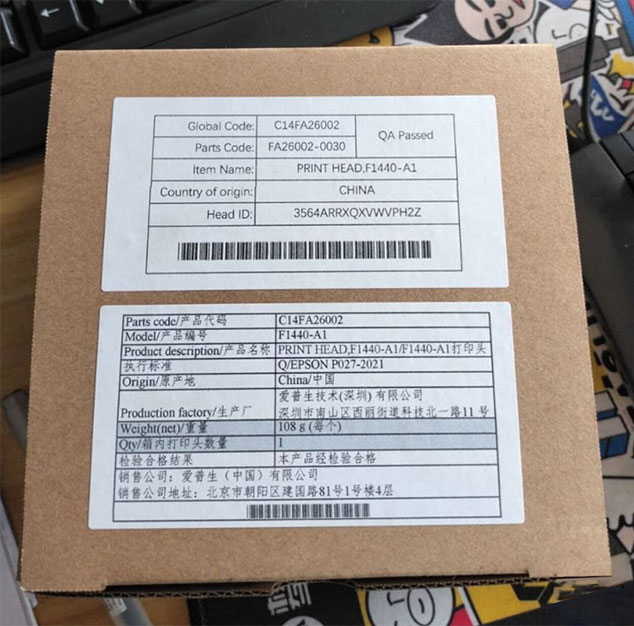 Global Code: C14FA26002 QA Passed
Parts Code: FA26002-0030
Item Name: PRINT HEAD,F1440-A1
Country of origin: CHINA
Head ID: 3564ARRXQXVWVPH2Z
Parts code/产品代码 C14FA26002
Model/产品编号 F1440-A1
Product description/产品名称 PRINT HEAD,F1440-A1/F1440-A1打印头
执行标准 Q/EPSON P027-2021
Origin/原产地 China/中国
Production factory/生产厂 爱普生技术(深圳) 有限公司
深圳市南山区西丽街道科技北一路11 号
Weight(net)/重量 108 g (每个)
Qty/箱内打印头数量 1
检验合格结果 本产品经检验合格
销售公司: 爱普生 (中国) 有限公司
销售公司地址: 北京市朝阳区建国路81号1号楼4层